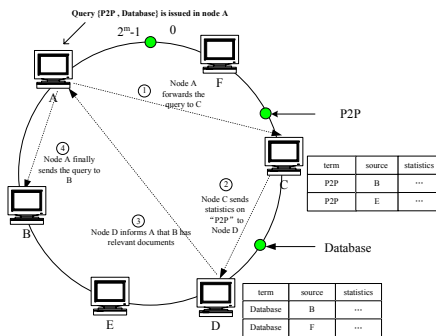 Query {P2P , Database} is issued in node A
2^m-1
0
F
A
1
Node A
forwards the
query to C
P2P
4
Node A finally
sends the query to
B
C
term source statistics
P2P B ...
P2P E ...
2
Node C sends
statistics on
"P2P" to
Node D
B
3
Node D informs A that B has
relevant documents
Database
E
D
term source statistics
Database B ...
Database F ...